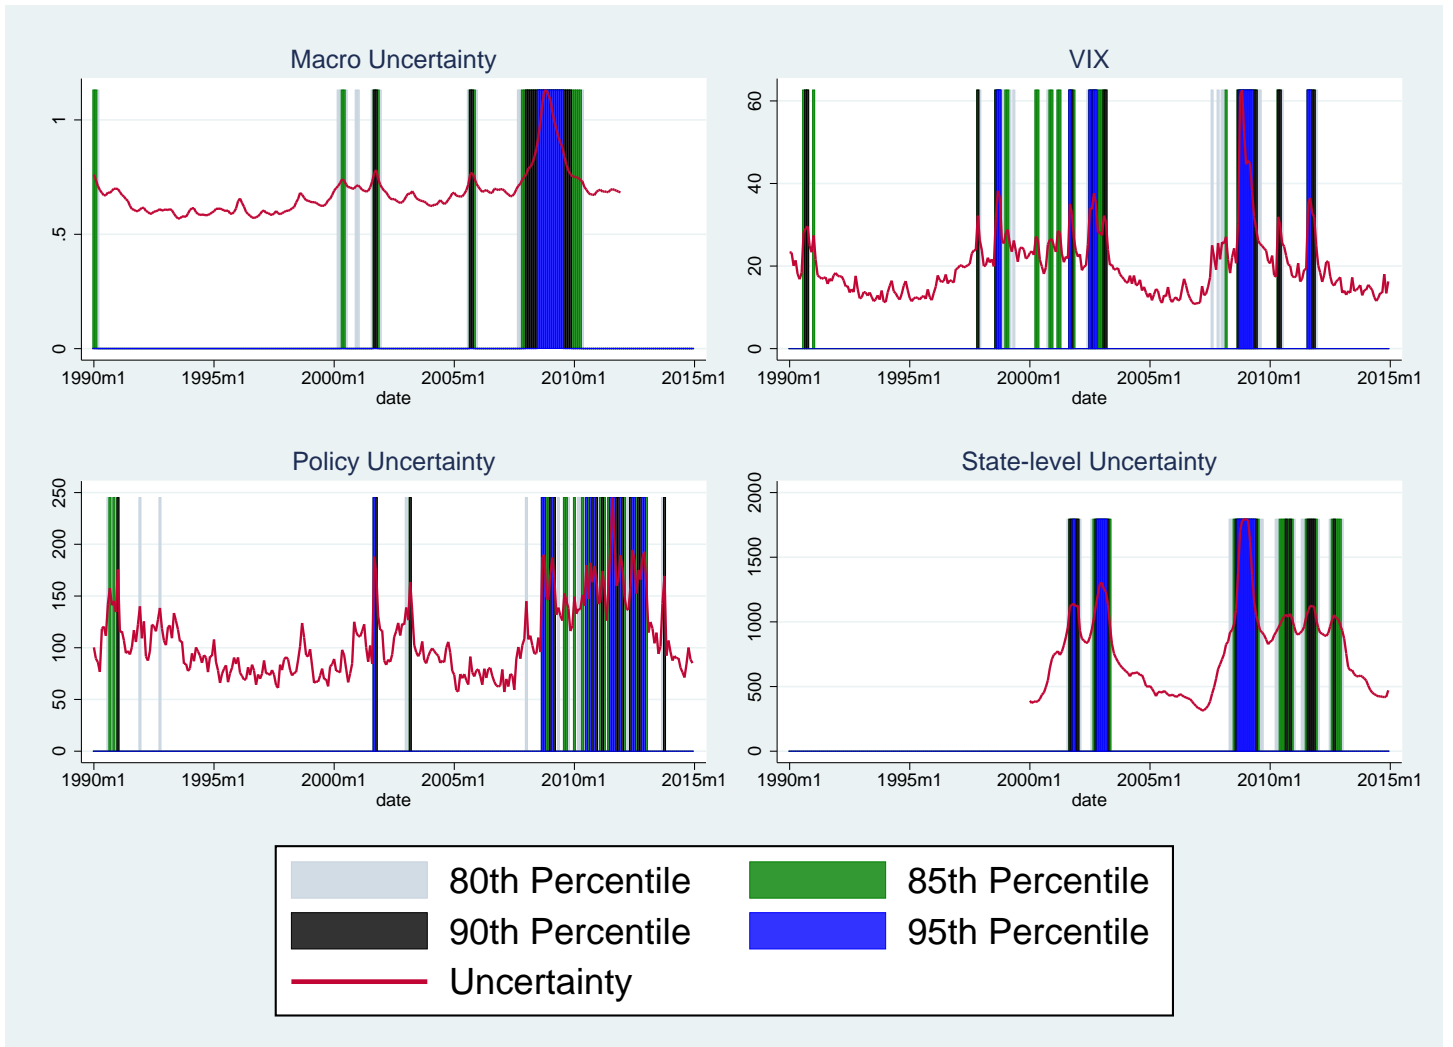 Macro Uncertainty
0
.5
1
1990m1 1995m1 2000m1 2005m1 2010m1 2015m1
date
VIX
0
20
40
60
1990m1 1995m1 2000m1 2005m1 2010m1 2015m1
date
Policy Uncertainty
0
50
100
150
200
250
1990m1 1995m1 2000m1 2005m1 2010m1 2015m1
date
State-level Uncertainty
0
500
1000
1500
2000
1990m1 1995m1 2000m1 2005m1 2010m1 2015m1
date
80th Percentile 85th Percentile
90th Percentile 95th Percentile
Uncertainty